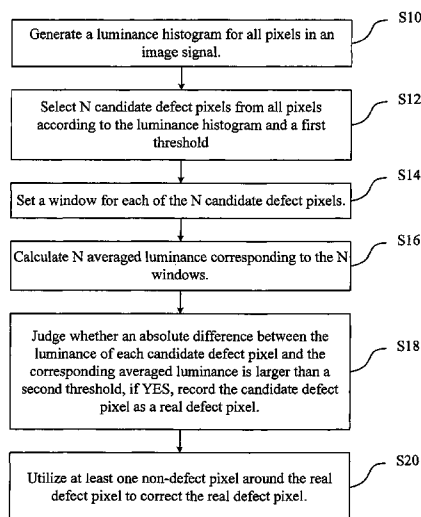 S10
Generate a luminance histogram for all pixels in an
image signal.
S12
Select N candidate defect pixels from all pixels
according to the luminance histogram and a first
threshold
S14
Set a window for each of the N candidate defect pixels.
S16
Calculate N averaged luminance corresponding to the N
windows.
S18
Judge whether an absolute difference between the
luminance of each candidate defect pixel and the
corresponding averaged luminance is larger than a
second threshold, if YES, record the candidate defect
pixel as a real defect pixel.
S20
Utilize at least one non-defect pixel around the real
defect pixel to correct the real defect pixel.